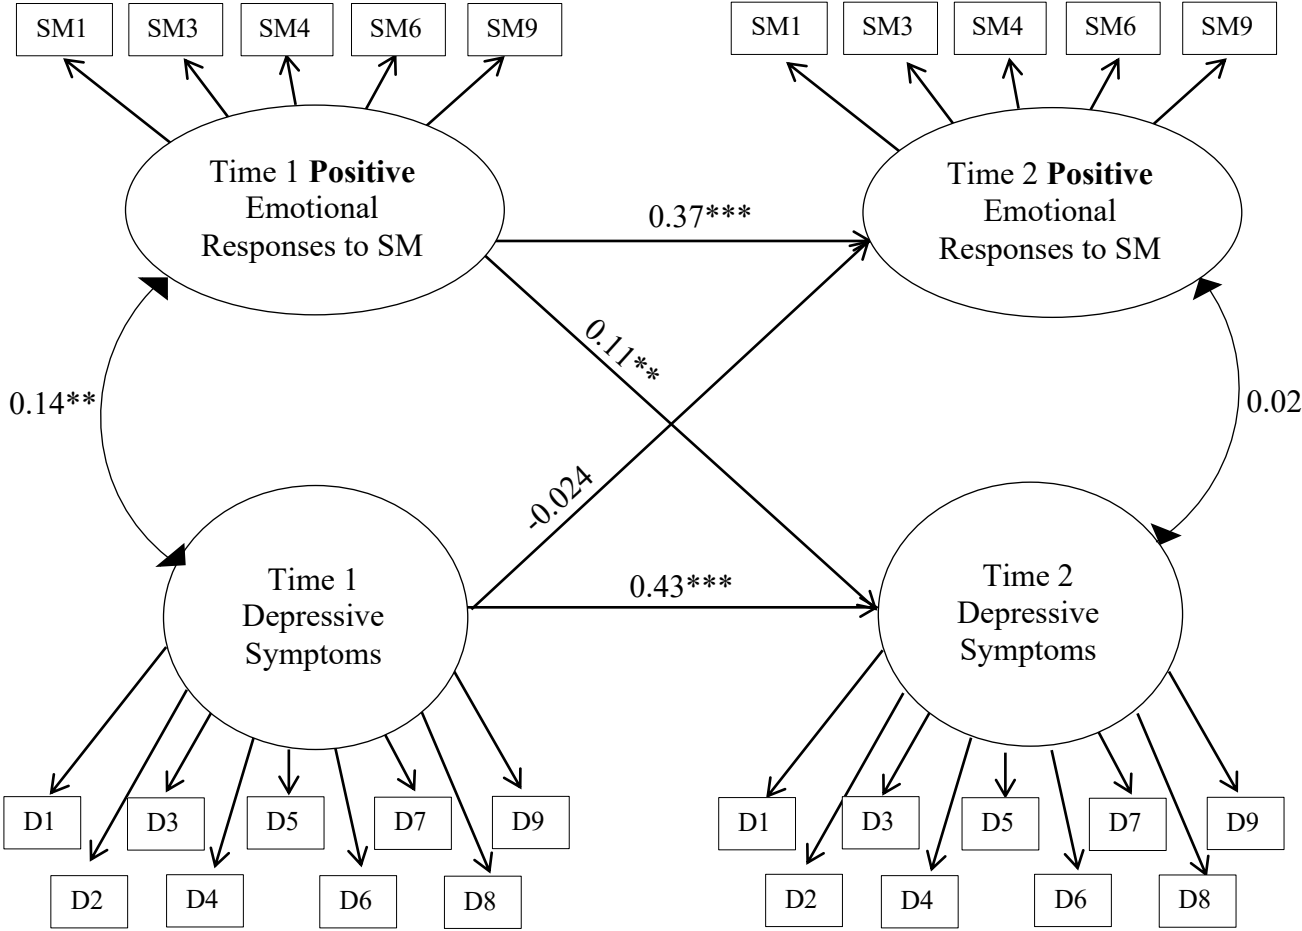 SM1
SM3
SM4
SM6
SM9
SM1
SM3
SM4
SM6
SM9
Time 1 Positive
Emotional
Responses to SM
Time 2 Positive
Emotional
Responses to SM
0.37***
0.11**
0.14**
0.02
-0.024
0.43***
Time 1
Depressive
Symptoms
Time 2
Depressive
Symptoms
D1
D3
D5
D7
D9
D2
D4
D6
D8
D1
D3
D5
D7
D9
D2
D4
D6
D8